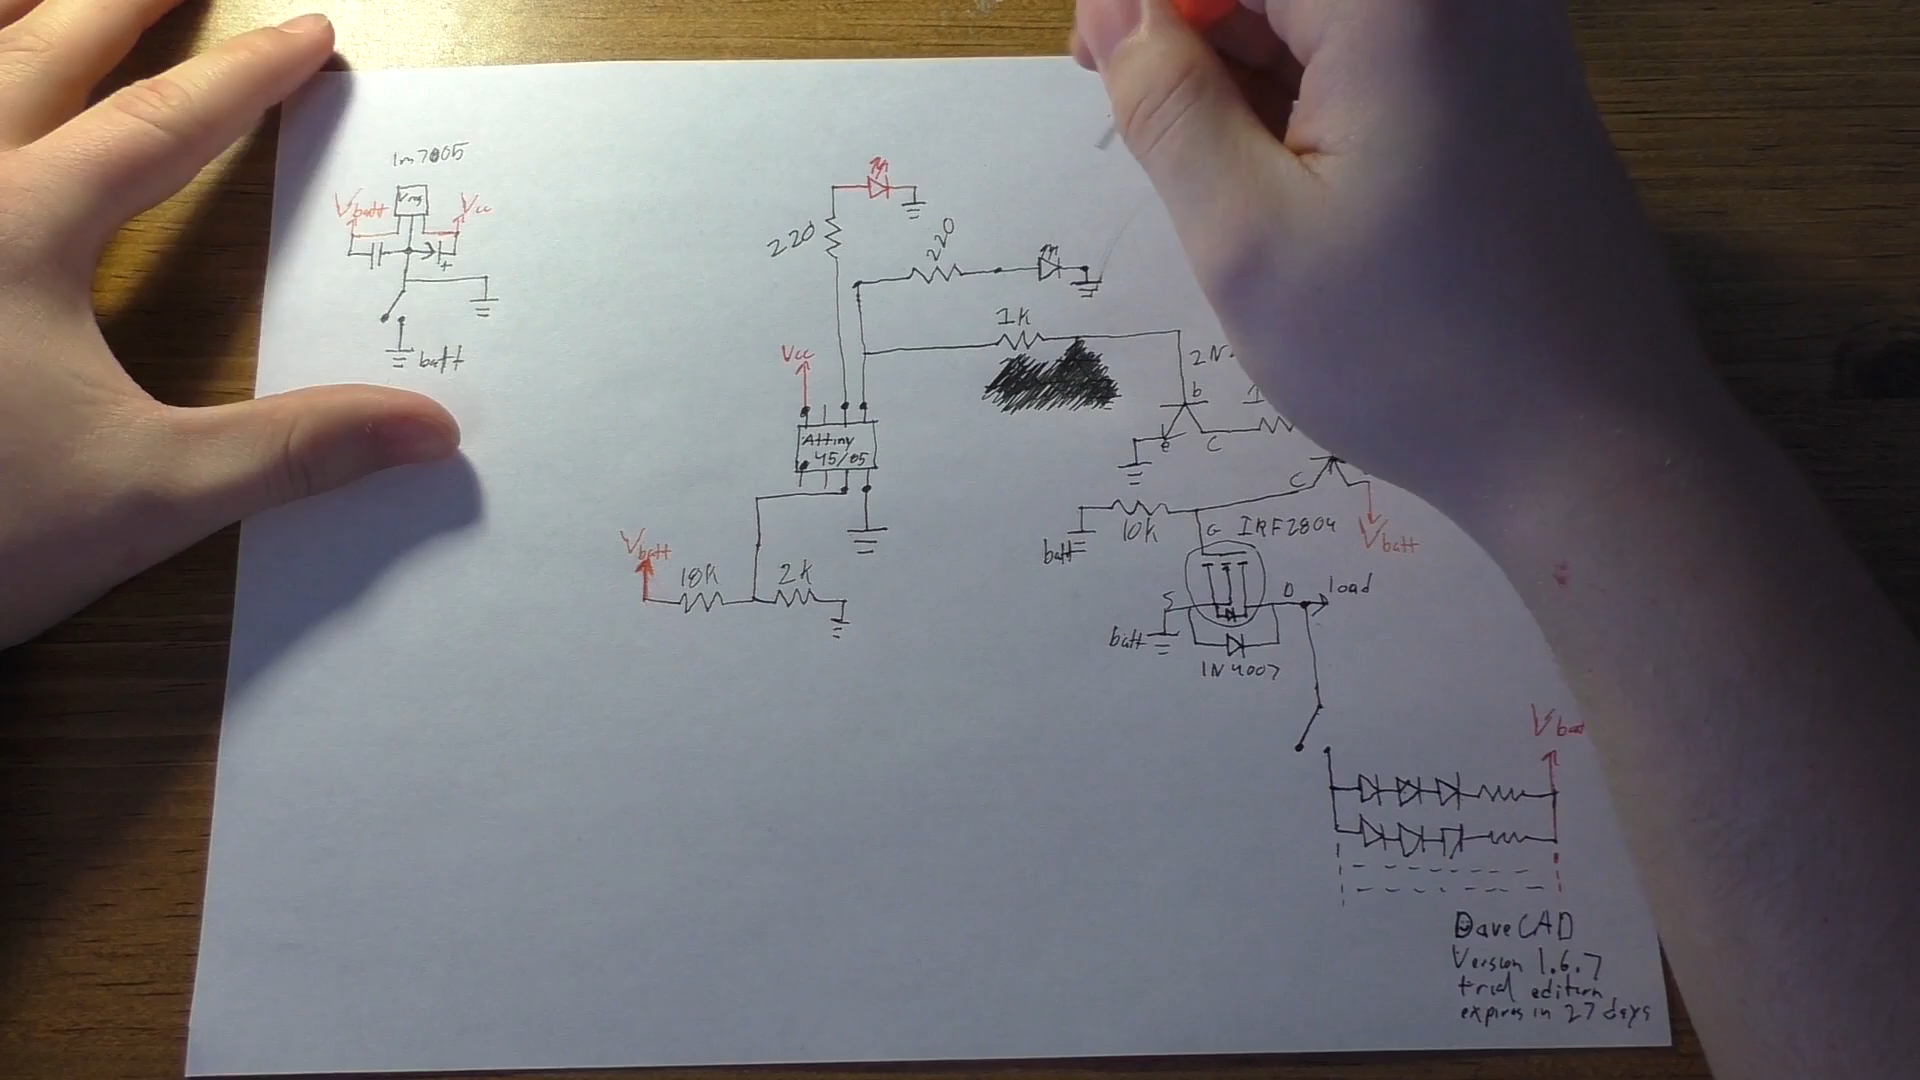 lm7805
Vreg
Vbatt
Vcc
batt
220
220
1K
Vcc
2N
b
e
C
Attiny
45/85
C
Vbatt
10K
batt
G
IRF2804
Vbatt
18K
2K
S
D
load
batt
1N4007
Vbatt
DaveCAD
Version 1.6.7
trial edition
expires in 27 days